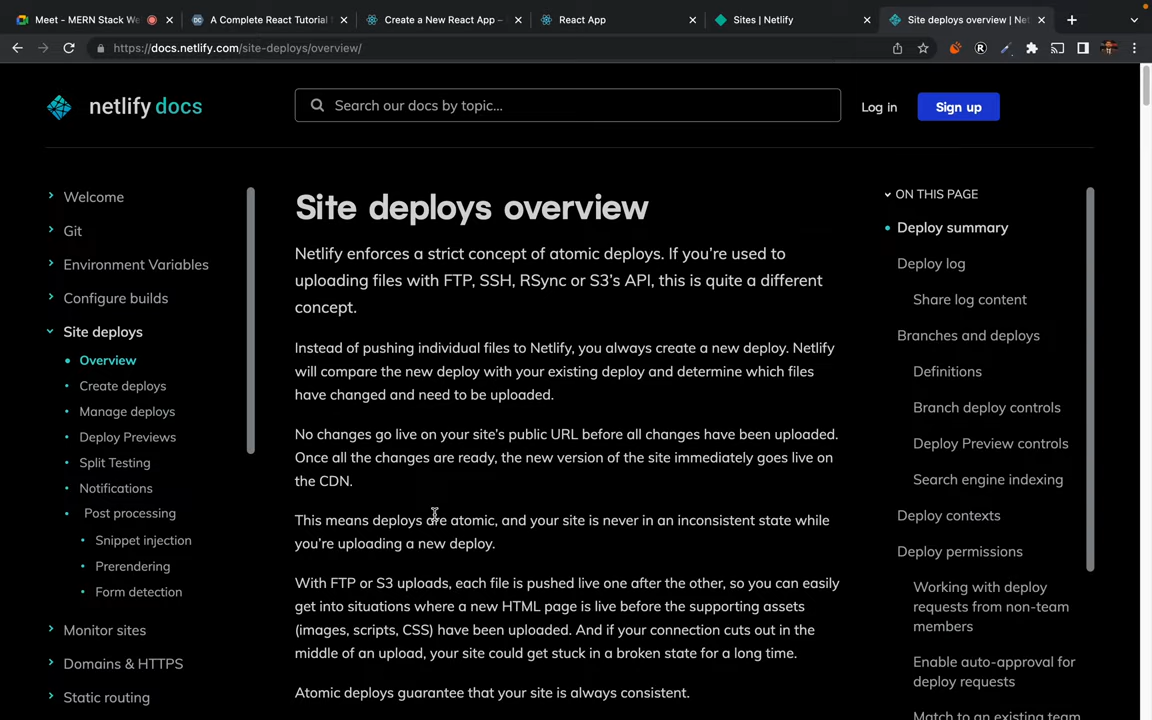 Meet - MERN Stack We
A Complete React Tutorial
Create a New React App –
React App
Sites | Netlify
Site deploys overview | Net
https://docs.netlify.com/site-deploys/overview/
netlify docs
Search our docs by topic...
Log in
Sign up
Welcome
Git
Environment Variables
Configure builds
Site deploys
Overview
Create deploys
Manage deploys
Deploy Previews
Split Testing
Notifications
Post processing
Snippet injection
Prerendering
Form detection
Monitor sites
Domains & HTTPS
Static routing
Site deploys overview
Netlify enforces a strict concept of atomic deploys. If you're used to
uploading files with FTP, SSH, RSync or S3's API, this is quite a different
concept.
Instead of pushing individual files to Netlify, you always create a new deploy. Netlify
will compare the new deploy with your existing deploy and determine which files
have changed and need to be uploaded.
No changes go live on your site's public URL before all changes have been uploaded.
Once all the changes are ready, the new version of the site immediately goes live on
the CDN.
This means deploys are atomic, and your site is never in an inconsistent state while
you're uploading a new deploy.
With FTP or S3 uploads, each file is pushed live one after the other, so you can easily
get into situations where a new HTML page is live before the supporting assets
(images, scripts, CSS) have been uploaded. And if your connection cuts out in the
middle of an upload, your site could get stuck in a broken state for a long time.
Atomic deploys guarantee that your site is always consistent.
ON THIS PAGE
Deploy summary
Deploy log
Share log content
Branches and deploys
Definitions
Branch deploy controls
Deploy Preview controls
Search engine indexing
Deploy contexts
Deploy permissions
Working with deploy
requests from non-team
members
Enable auto-approval for
deploy requests
Match to an existing team